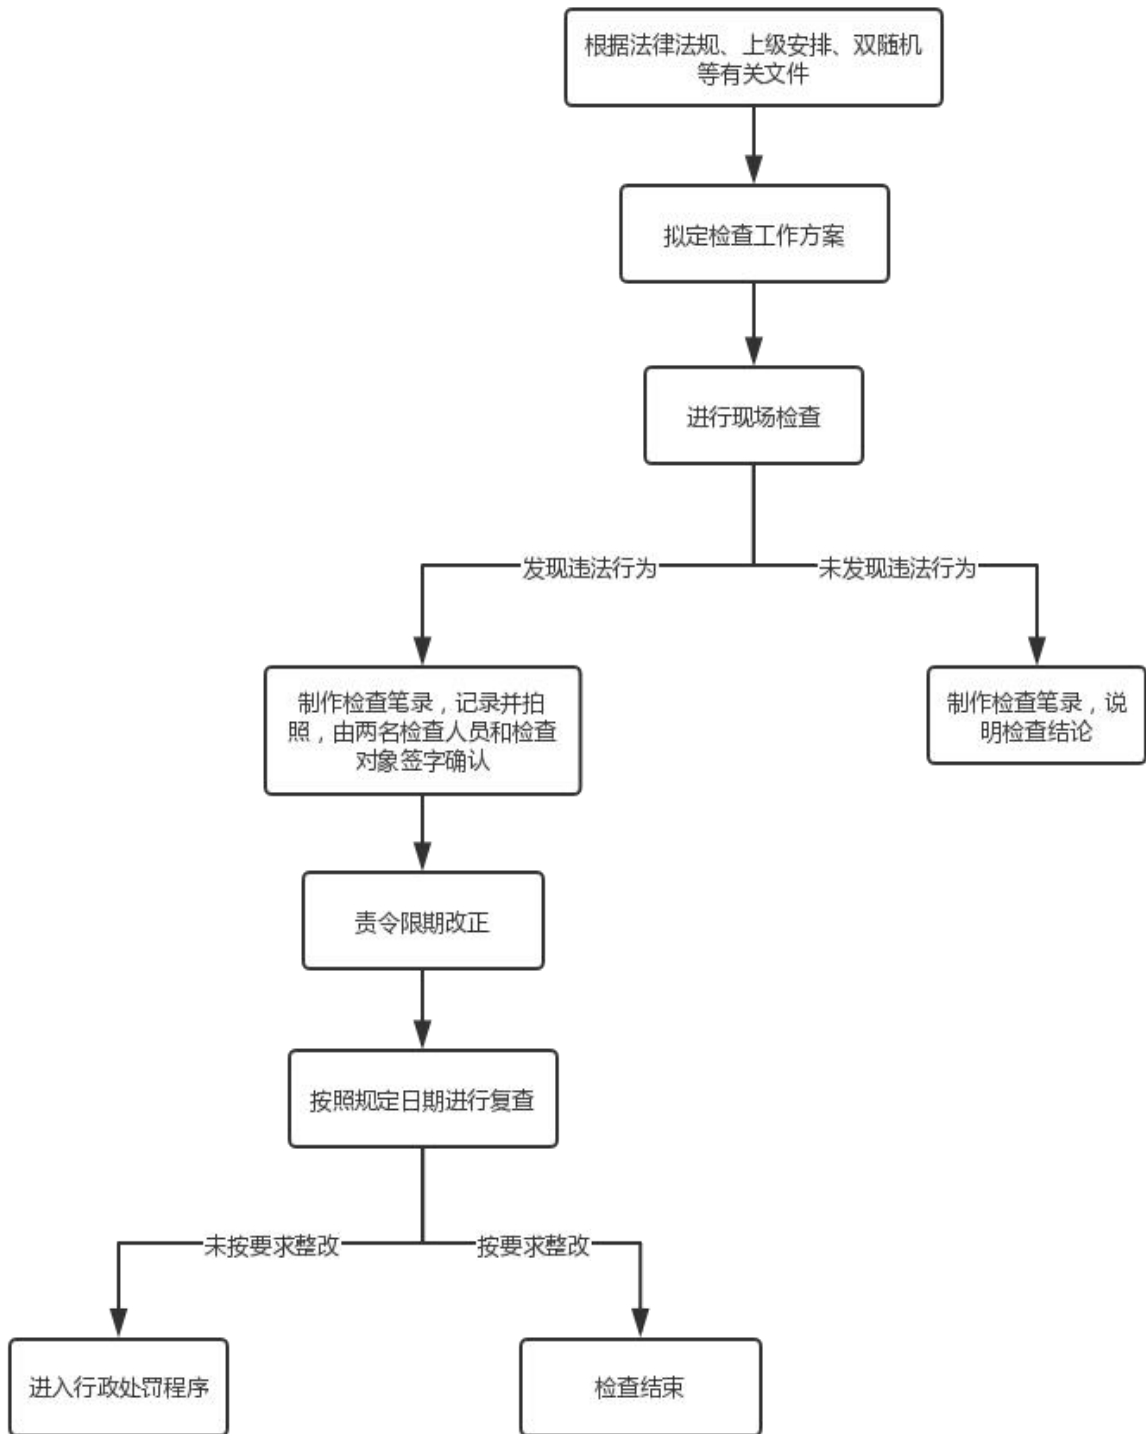 根据法律法规、上级安排、双随机
等有关文件
拟定检查工作方案
进行现场检查
发现违法行为
未发现违法行为
制作检查笔录，记录并拍
照，由两名检查人员和检查
对象签字确认
制作检查笔录，说
明检查结论
责令限期改正
按照规定日期进行复查
未按要求整改
按要求整改
进入行政处罚程序
检查结束